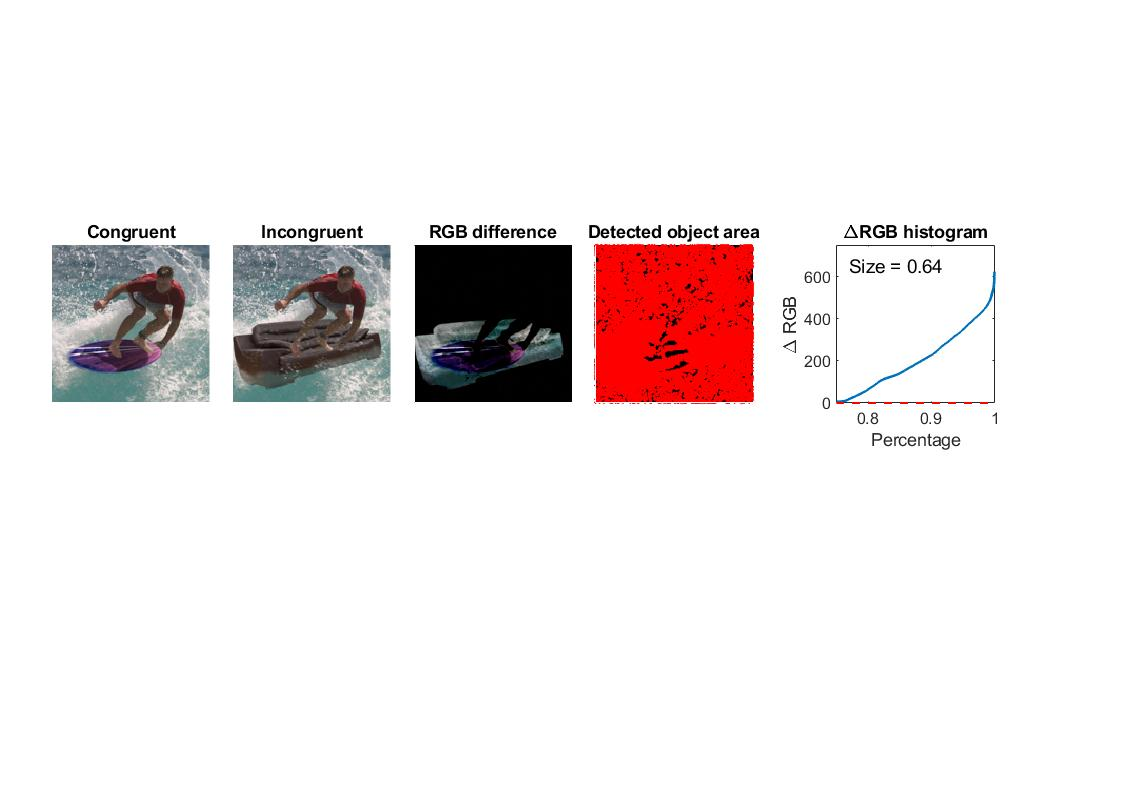 Congruent
Incongruent
RGB difference
Detected object area
ΔRGB histogram
Size = 0.64
600
400
200
0
Δ RGB
0.8
0.9
1
Percentage